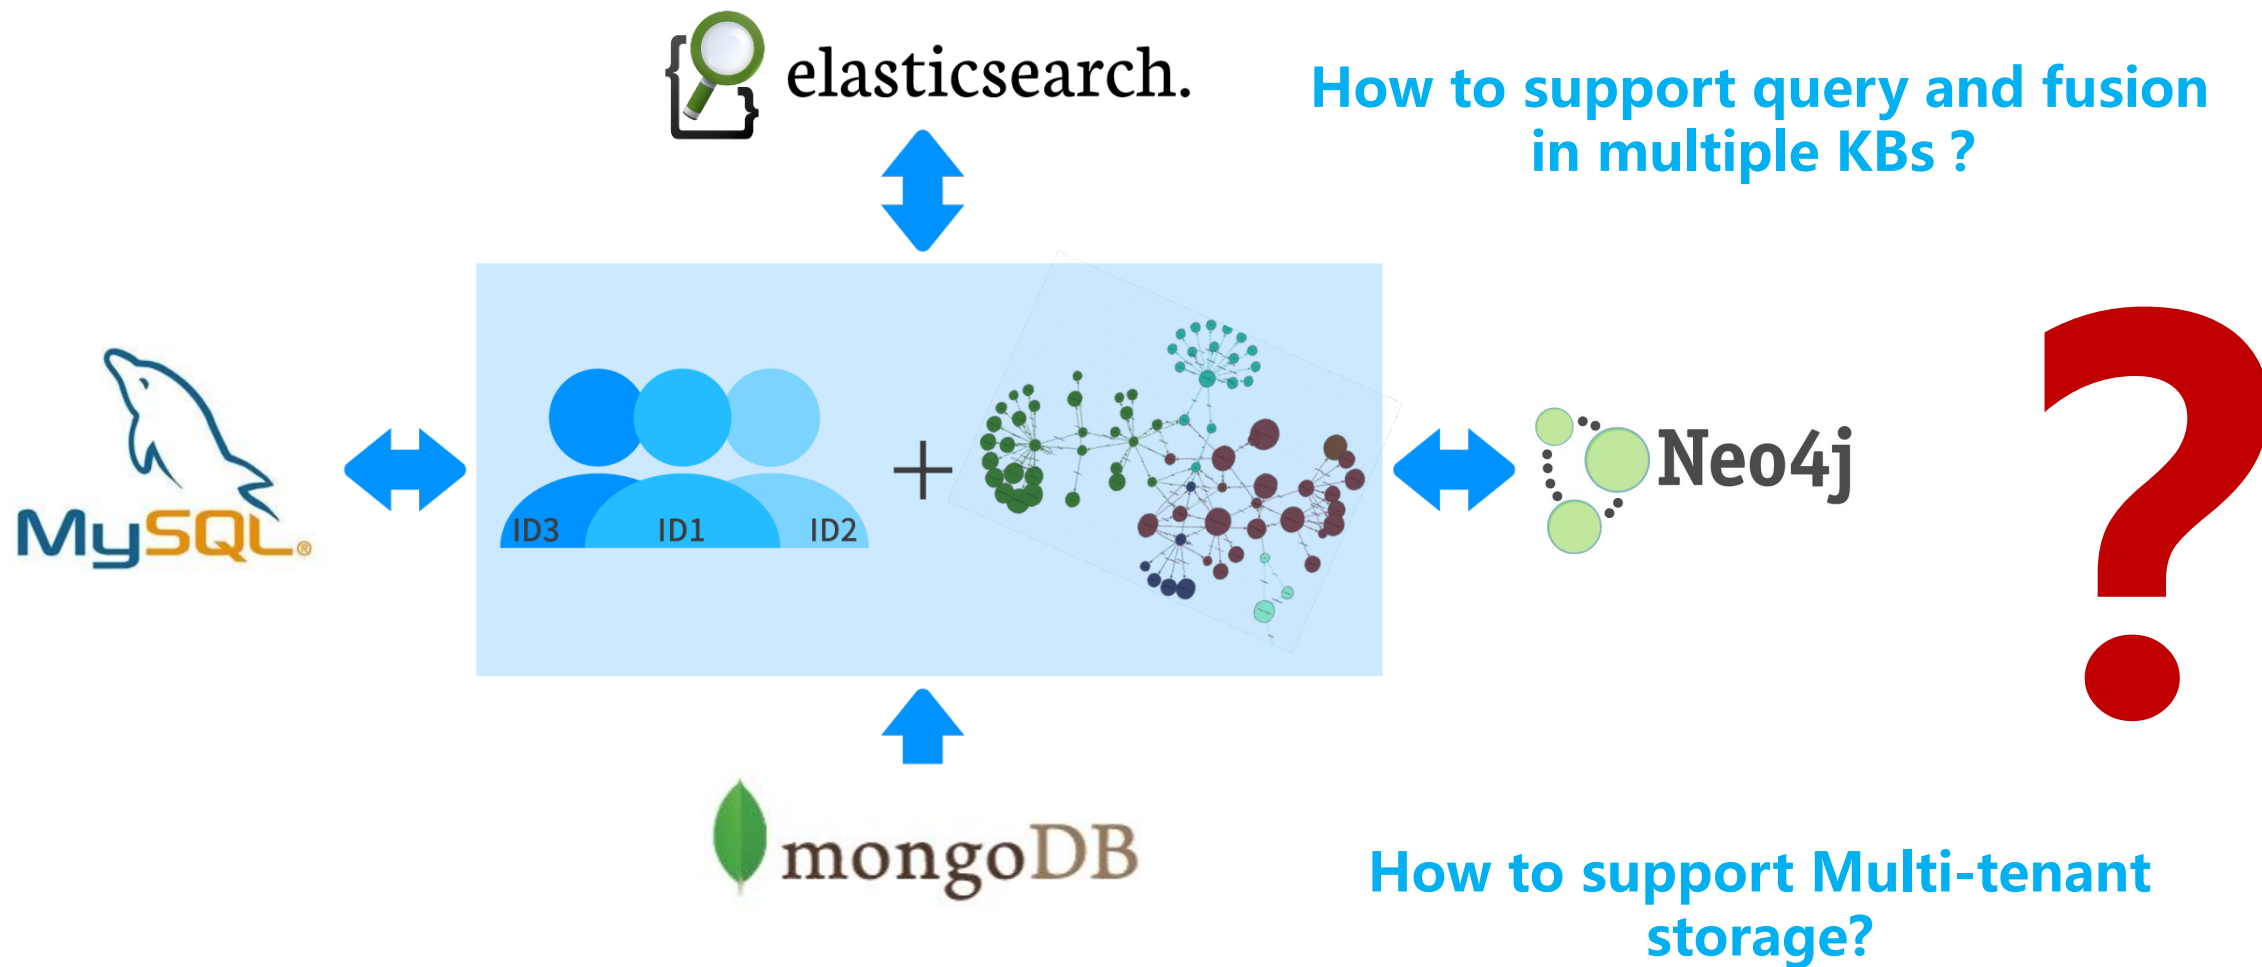 elasticsearch.
How to support query and fusion
in multiple KBs ?
MySQL®
ID3
ID1
ID2
+
Neo4j
?
mongoDB
How to support Multi-tenant
storage?